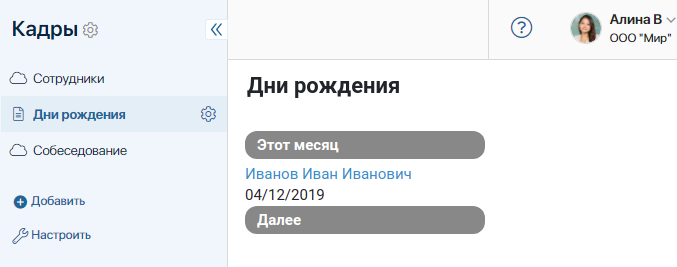 Кадры
Сотрудники
Дни рождения
Собеседование
Добавить
Настроить
?
Алина В
ООО "Мир"
Дни рождения
Этот месяц
Иванов Иван Иванович
04/12/2019
Далее